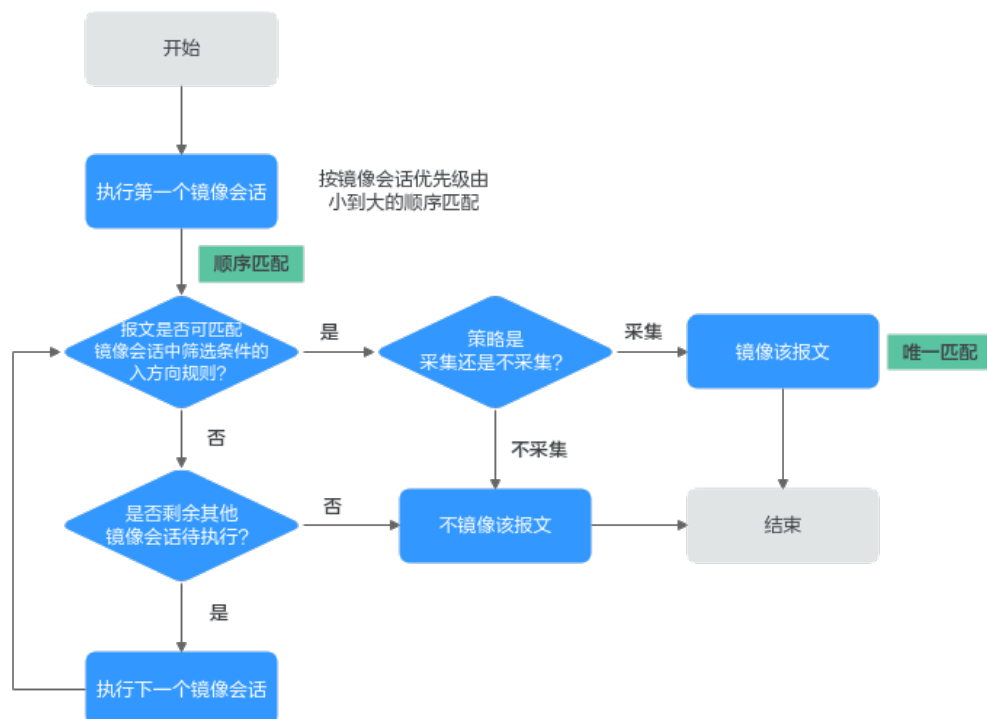 开始
执行第一个镜像会话
按镜像会话优先级由
小到大的顺序匹配
顺序匹配
报文是否可匹配
镜像会话中筛选条件的
入方向规则?
是
策略是
采集还是不采集?
采集
镜像该报文
唯一匹配
否
不采集
是否剩余其他
镜像会话待执行?
否
不镜像该报文
结束
是
执行下一个镜像会话